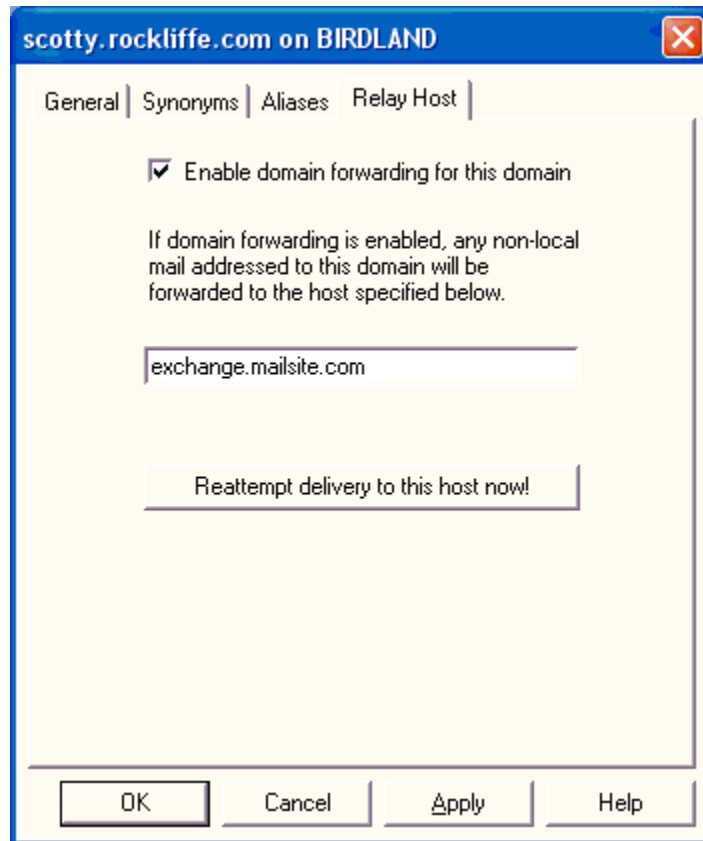 scotty.rockliffe.com on BIRDLAND
General Synonyms Aliases Relay Host
Enable domain forwarding for this domain
If domain forwarding is enabled, any non-local
mail addressed to this domain will be
forwarded to the host specified below.
exchange.mailsite.com
Reattempt delivery to this host now!
OK Cancel Apply Help